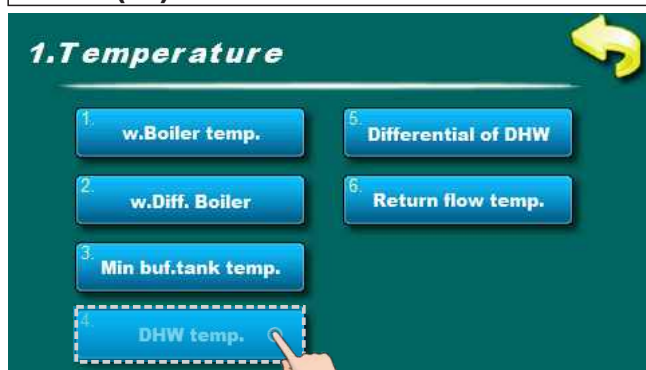 1.Temperature
1.
w.Boiler temp.
2.
w.Diff. Boiler
3.
Min buf.tank temp.
4.
DHW temp.
5.
Differential of DHW
6.
Return flow temp.